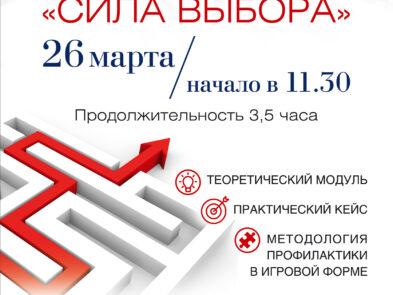 «СИЛА ВЫБОРА»
26 марта/
начало в 11.30
Продолжительность 3,5 часа
ТЕОРЕТИЧЕСКИЙ МОДУЛЬ
ПРАКТИЧЕСКИЙ КЕЙС
МЕТОДОЛОГИЯ
ПРОФИЛАКТИКИ
В ИГРОВОЙ ФОРМЕ